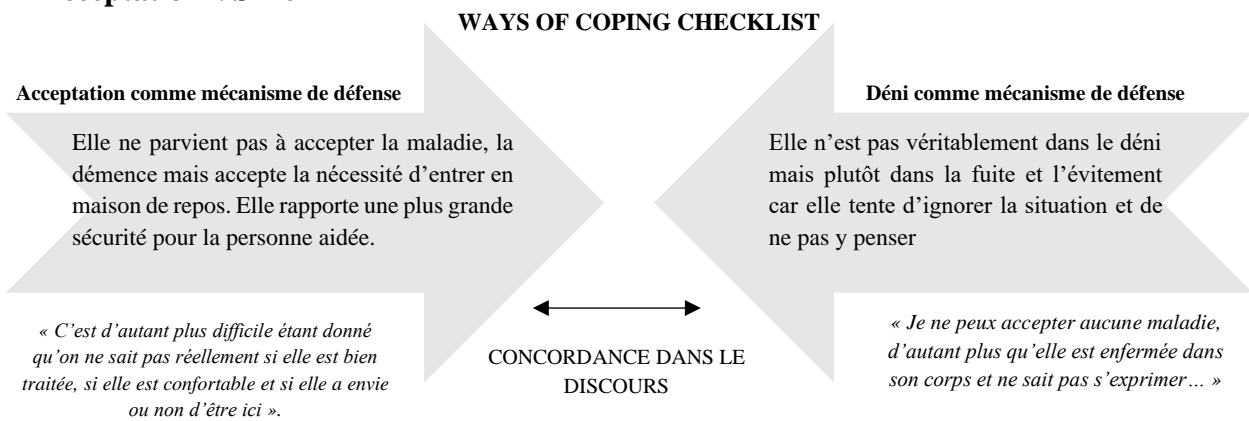 WAYS OF COPING CHECKLIST
Acceptation comme mécanisme de défense
Elle ne parvient pas à accepter la maladie, la
démence mais accepte la nécessité d'entrer en
maison de repos. Elle rapporte une plus grande
sécurité pour la personne aidée.
« C'est d'autant plus difficile étant donné
qu'on ne sait pas réellement si elle est bien
traitée, si elle est confortable et si elle a envie
ou non d'être ici ».
CONCORDANCE DANS LE
DISCOURS
Déni comme mécanisme de défense
Elle n'est pas véritablement dans le déni
mais plutôt dans la fuite et l'évitement
car elle tente d'ignorer la situation et de
ne pas y penser
« Je ne peux accepter aucune maladie,
d'autant plus qu'elle est enfermée dans
son corps et ne sait pas s'exprimer… »